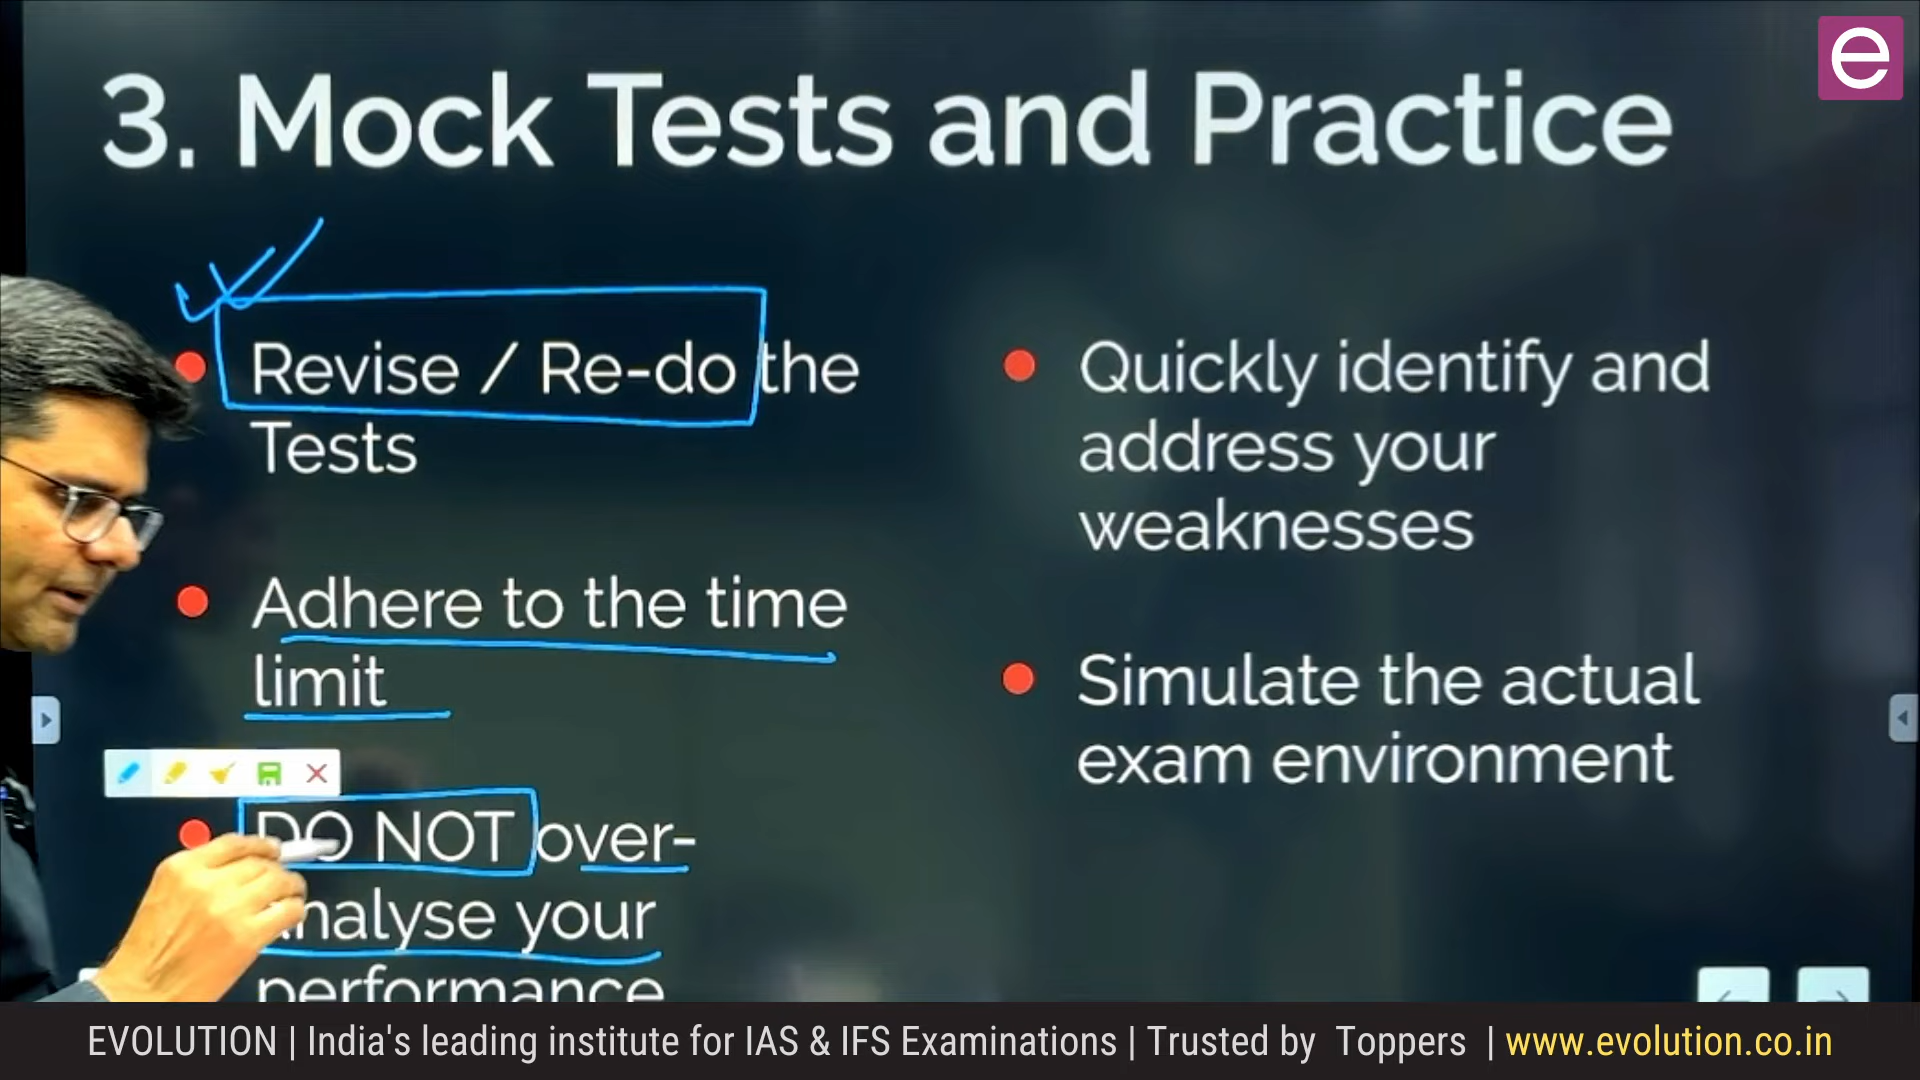 e
3. Mock Tests and Practice
Revise / Re-do the
Tests
Adhere to the time
limit
DO NOT over-
analyse your
performance
Quickly identify and
address your
weaknesses
Simulate the actual
exam environment
EVOLUTION | India's leading institute for IAS & IFS Examinations | Trusted by Toppers | www.evolution.co.in